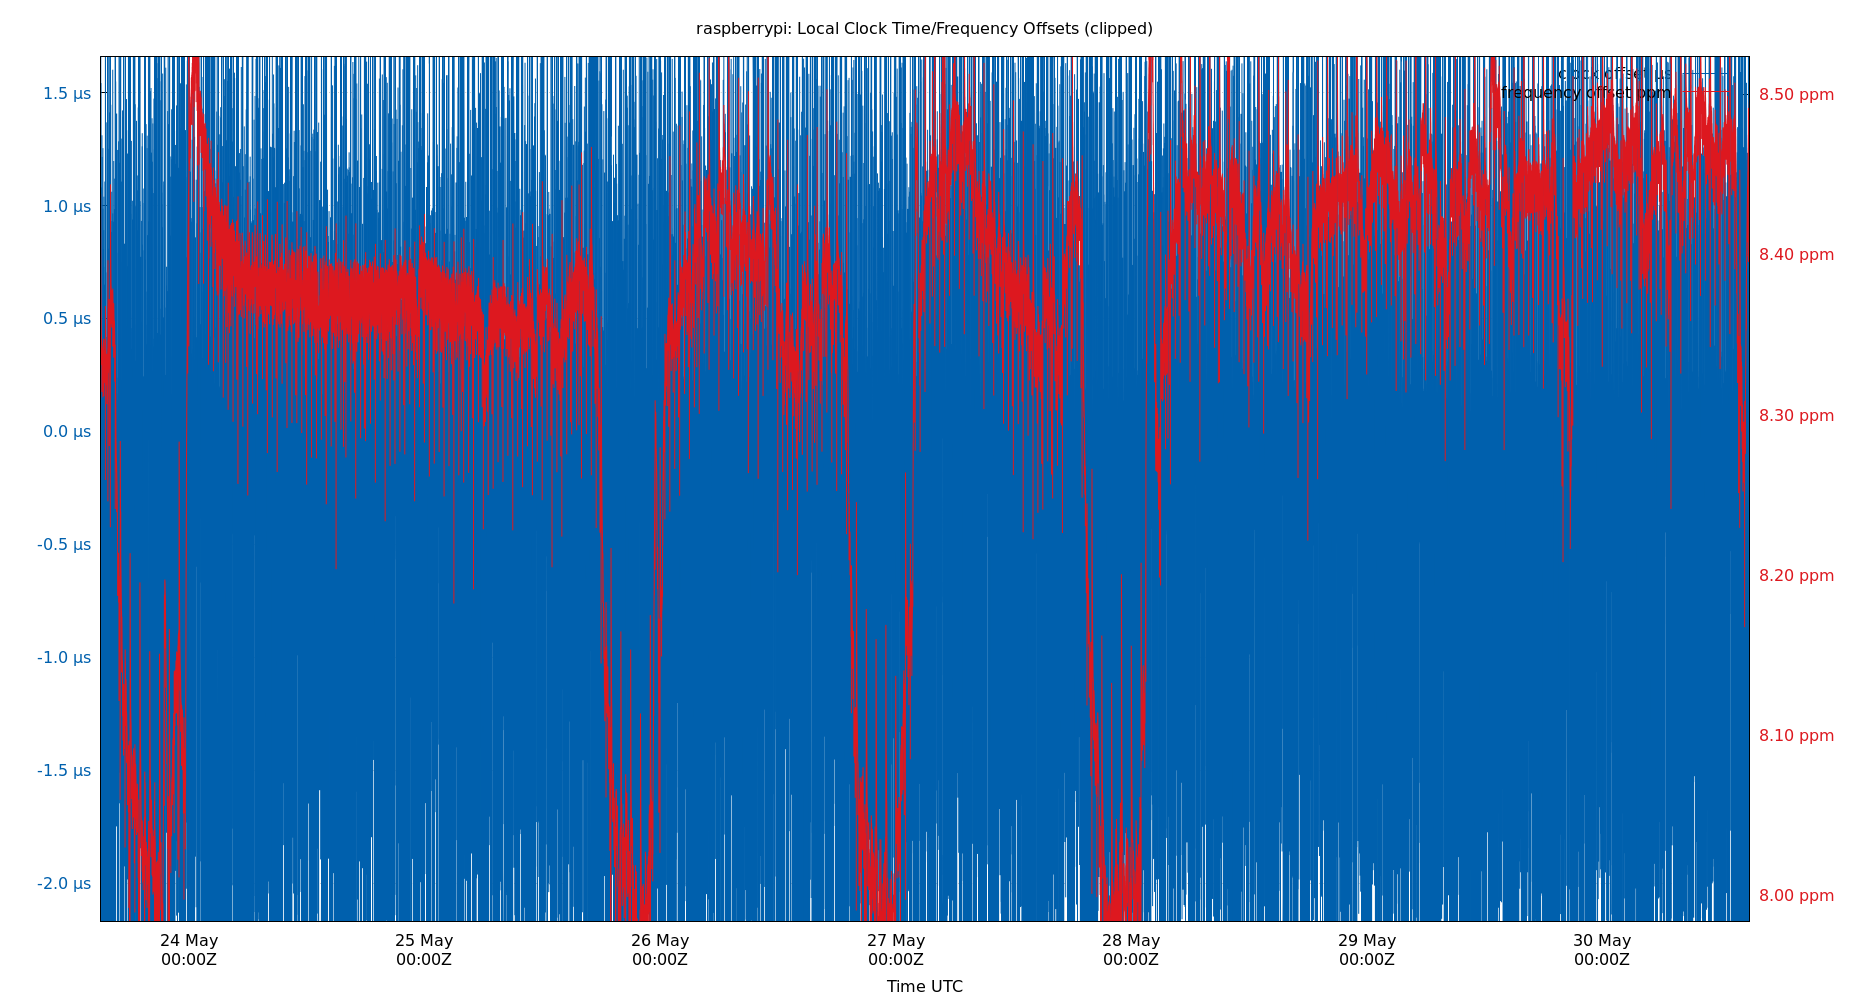 raspberrypi: Local Clock Time/Frequency Offsets (clipped)
clock offset µs
frequency offset ppm
1.5 µs
1.0 µs
0.5 µs
0.0 µs
-0.5 µs
-1.0 µs
-1.5 µs
-2.0 µs
8.50 ppm
8.40 ppm
8.30 ppm
8.20 ppm
8.10 ppm
8.00 ppm
24 May
00:00Z
25 May
00:00Z
26 May
00:00Z
27 May
00:00Z
28 May
00:00Z
29 May
00:00Z
30 May
00:00Z
Time UTC